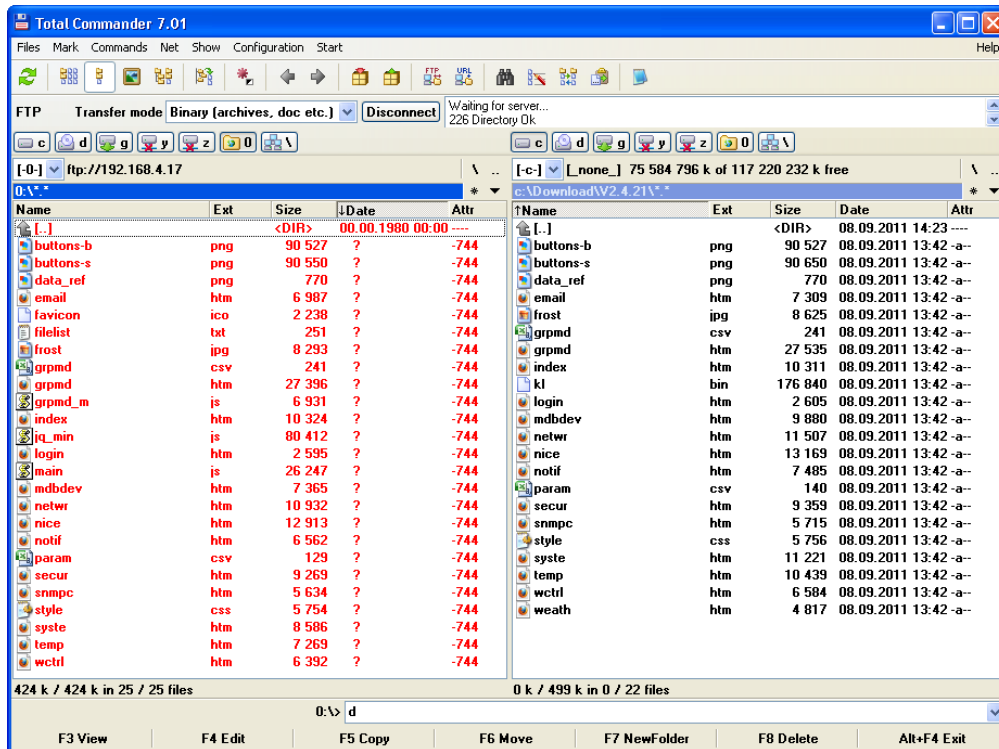 Total Commander 7.01
Files Mark Commands Net Show Configuration Start Help
FTP URL
FTP Transfer mode Binary (archives, doc etc.) Disconnect Waiting for server...
226 Directory Ok
c d g y z 0 \ c d g y z 0 \
[-0-] ftp://192.168.4.17 \ .. [-c-] [_none_] 75 584 796 k of 117 220 232 k free \ ..
0:\*.* * ▼ c:\Download\V2.4.21\*.* * ▼
Name Ext Size ↓Date Attr ↑Name Ext Size Date Attr
[..] <DIR> 00.00.1980 00:00 ---- [..] <DIR> 08.09.2011 14:23 ----
buttons-b png 90 527 ? -744 buttons-b png 90 527 08.09.2011 13:42 -a--
buttons-s png 90 550 ? -744 buttons-s png 90 650 08.09.2011 13:42 -a--
data_ref png 770 ? -744 data_ref png 770 08.09.2011 13:42 -a--
email htm 6 987 ? -744 email htm 7 309 08.09.2011 13:42 -a--
favicon ico 2 238 ? -744 frost jpg 8 625 08.09.2011 13:42 -a--
filelist txt 251 ? -744 grpmd csv 241 08.09.2011 13:42 -a--
frost jpg 8 293 ? -744 grpmd htm 27 535 08.09.2011 13:42 -a--
grpmd csv 241 ? -744 index htm 10 311 08.09.2011 13:42 -a--
grpmd htm 27 396 ? -744 kl bin 176 840 08.09.2011 13:42 -a--
grpmd_m js 6 931 ? -744 login htm 2 605 08.09.2011 13:42 -a--
index htm 10 324 ? -744 mdbdev htm 9 880 08.09.2011 13:42 -a--
jq_min js 80 412 ? -744 netwr htm 11 507 08.09.2011 13:42 -a--
login htm 2 595 ? -744 nice htm 13 169 08.09.2011 13:42 -a--
main js 26 247 ? -744 notif htm 7 485 08.09.2011 13:42 -a--
mdbdev htm 7 365 ? -744 param csv 140 08.09.2011 13:42 -a--
netwr htm 10 932 ? -744 secur htm 9 359 08.09.2011 13:42 -a--
nice htm 12 913 ? -744 snmpc htm 5 715 08.09.2011 13:42 -a--
notif htm 6 562 ? -744 style css 5 756 08.09.2011 13:42 -a--
param csv 129 ? -744 syste htm 11 221 08.09.2011 13:42 -a--
secur htm 9 269 ? -744 temp htm 10 439 08.09.2011 13:42 -a--
snmpc htm 5 634 ? -744 wctrl htm 6 584 08.09.2011 13:42 -a--
style css 5 754 ? -744 weath htm 4 817 08.09.2011 13:42 -a--
syste htm 8 586 ? -744
temp htm 7 269 ? -744
wctrl htm 6 392 ? -744
424 k / 424 k in 25 / 25 files 0 k / 499 k in 0 / 22 files
0:\> d
F3 View F4 Edit F5 Copy F6 Move F7 NewFolder F8 Delete Alt+F4 Exit